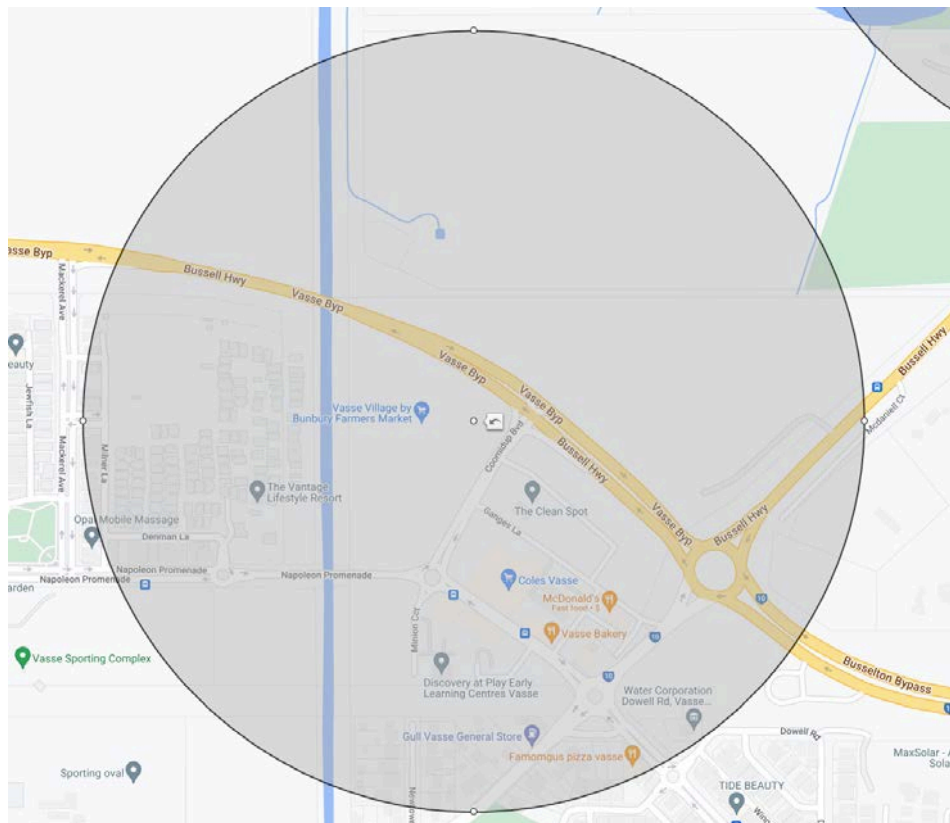 asse Byp
Bussell Hwy
Vasse Byp
Vasse Byp
Vasse Byp
Bussell Hwy
Vasse Byp
Bussell Hwy
Bussell Hwy
Mcdaniell Ct
Mackerel Ave
eauty
Jewfish La
Mackerel Ave
Milner La
Vasse Village by
Bunbury Farmers Market
Coolidup Bvd
The Vantage
Lifestyle Resort
The Clean Spot
Ganges La
Opal Mobile Massage
Denman La
Napoleon Promenade
Napoleon Promenade
Napoleon Promenade
arden
Coles Vasse
McDonald's
Fast food • $
Vasse Bakery
10
10
10
Minion Cct
Vasse Sporting Complex
Discovery at Play Early
Learning Centres Vasse
Busselton Bypass
Water Corporation
Dowell Rd, Vasse...
Gull Vasse General Store
Famomgus pizza vasse
Dowell Rd
MaxSolar - A
Sola
Sporting oval
TIDE BEAUTY